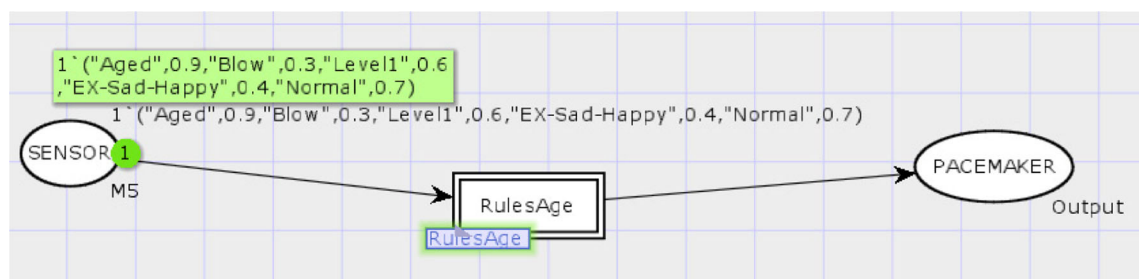 1`("Aged",0.9,"Blow",0.3,"Level1",0.6
,"EX-Sad-Happy",0.4,"Normal",0.7)
1`("Aged",0.9,"Blow",0.3,"Level1",0.6,"EX-Sad-Happy",0.4,"Normal",0.7)
SENSOR
1
M5
RulesAge
RulesAge
PACEMAKER
Output